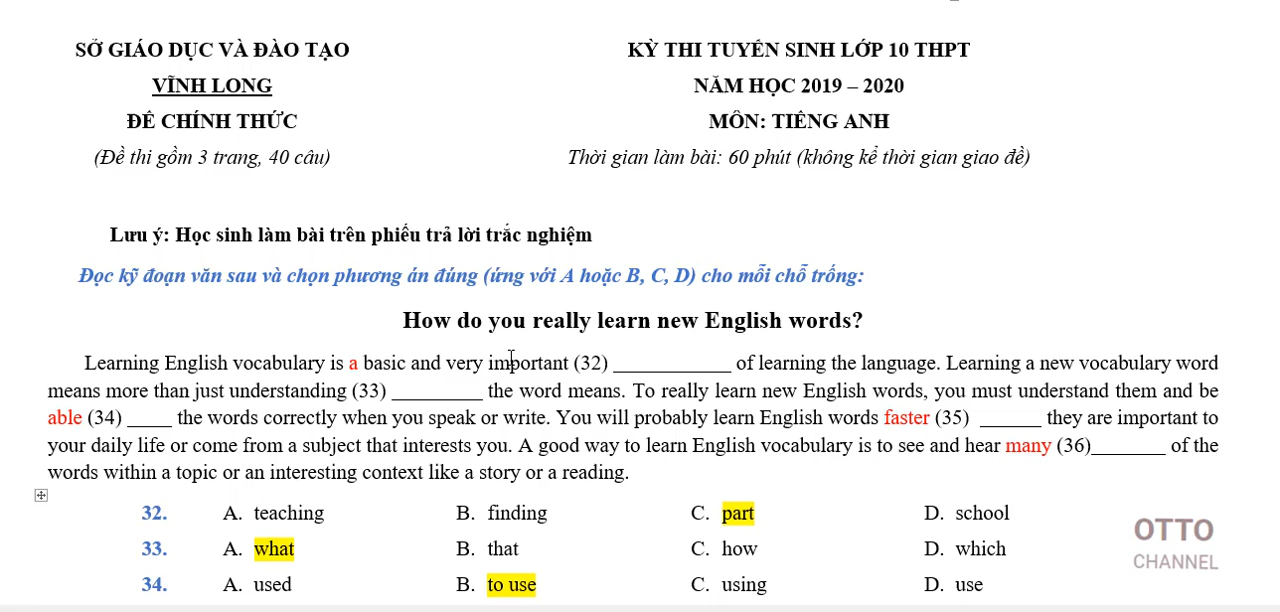 SỞ GIÁO DỤC VÀ ĐÀO TẠO
VĨNH LONG
ĐỀ CHÍNH THỨC
(Đề thi gồm 3 trang, 40 câu)
KỲ THI TUYỂN SINH LỚP 10 THPT
NĂM HỌC 2019 – 2020
MÔN: TIẾNG ANH
Thời gian làm bài: 60 phút (không kể thời gian giao đề)
Lưu ý: Học sinh làm bài trên phiếu trả lời trắc nghiệm
Đọc kỹ đoạn văn sau và chọn phương án đúng (ứng với A hoặc B, C, D) cho mỗi chỗ trống:
How do you really learn new English words?
Learning English vocabulary is a basic and very important (32) ____________ of learning the language. Learning a new vocabulary word
means more than just understanding (33) _________ the word means. To really learn new English words, you must understand them and be
able (34) _____ the words correctly when you speak or write. You will probably learn English words faster (35) ______ they are important to
your daily life or come from a subject that interests you. A good way to learn English vocabulary is to see and hear many (36)________ of the
words within a topic or an interesting context like a story or a reading.
32. A. teaching B. finding C. part D. school
33. A. what B. that C. how D. which
34. A. used B. to use C. using D. use
OTTO
CHANNEL